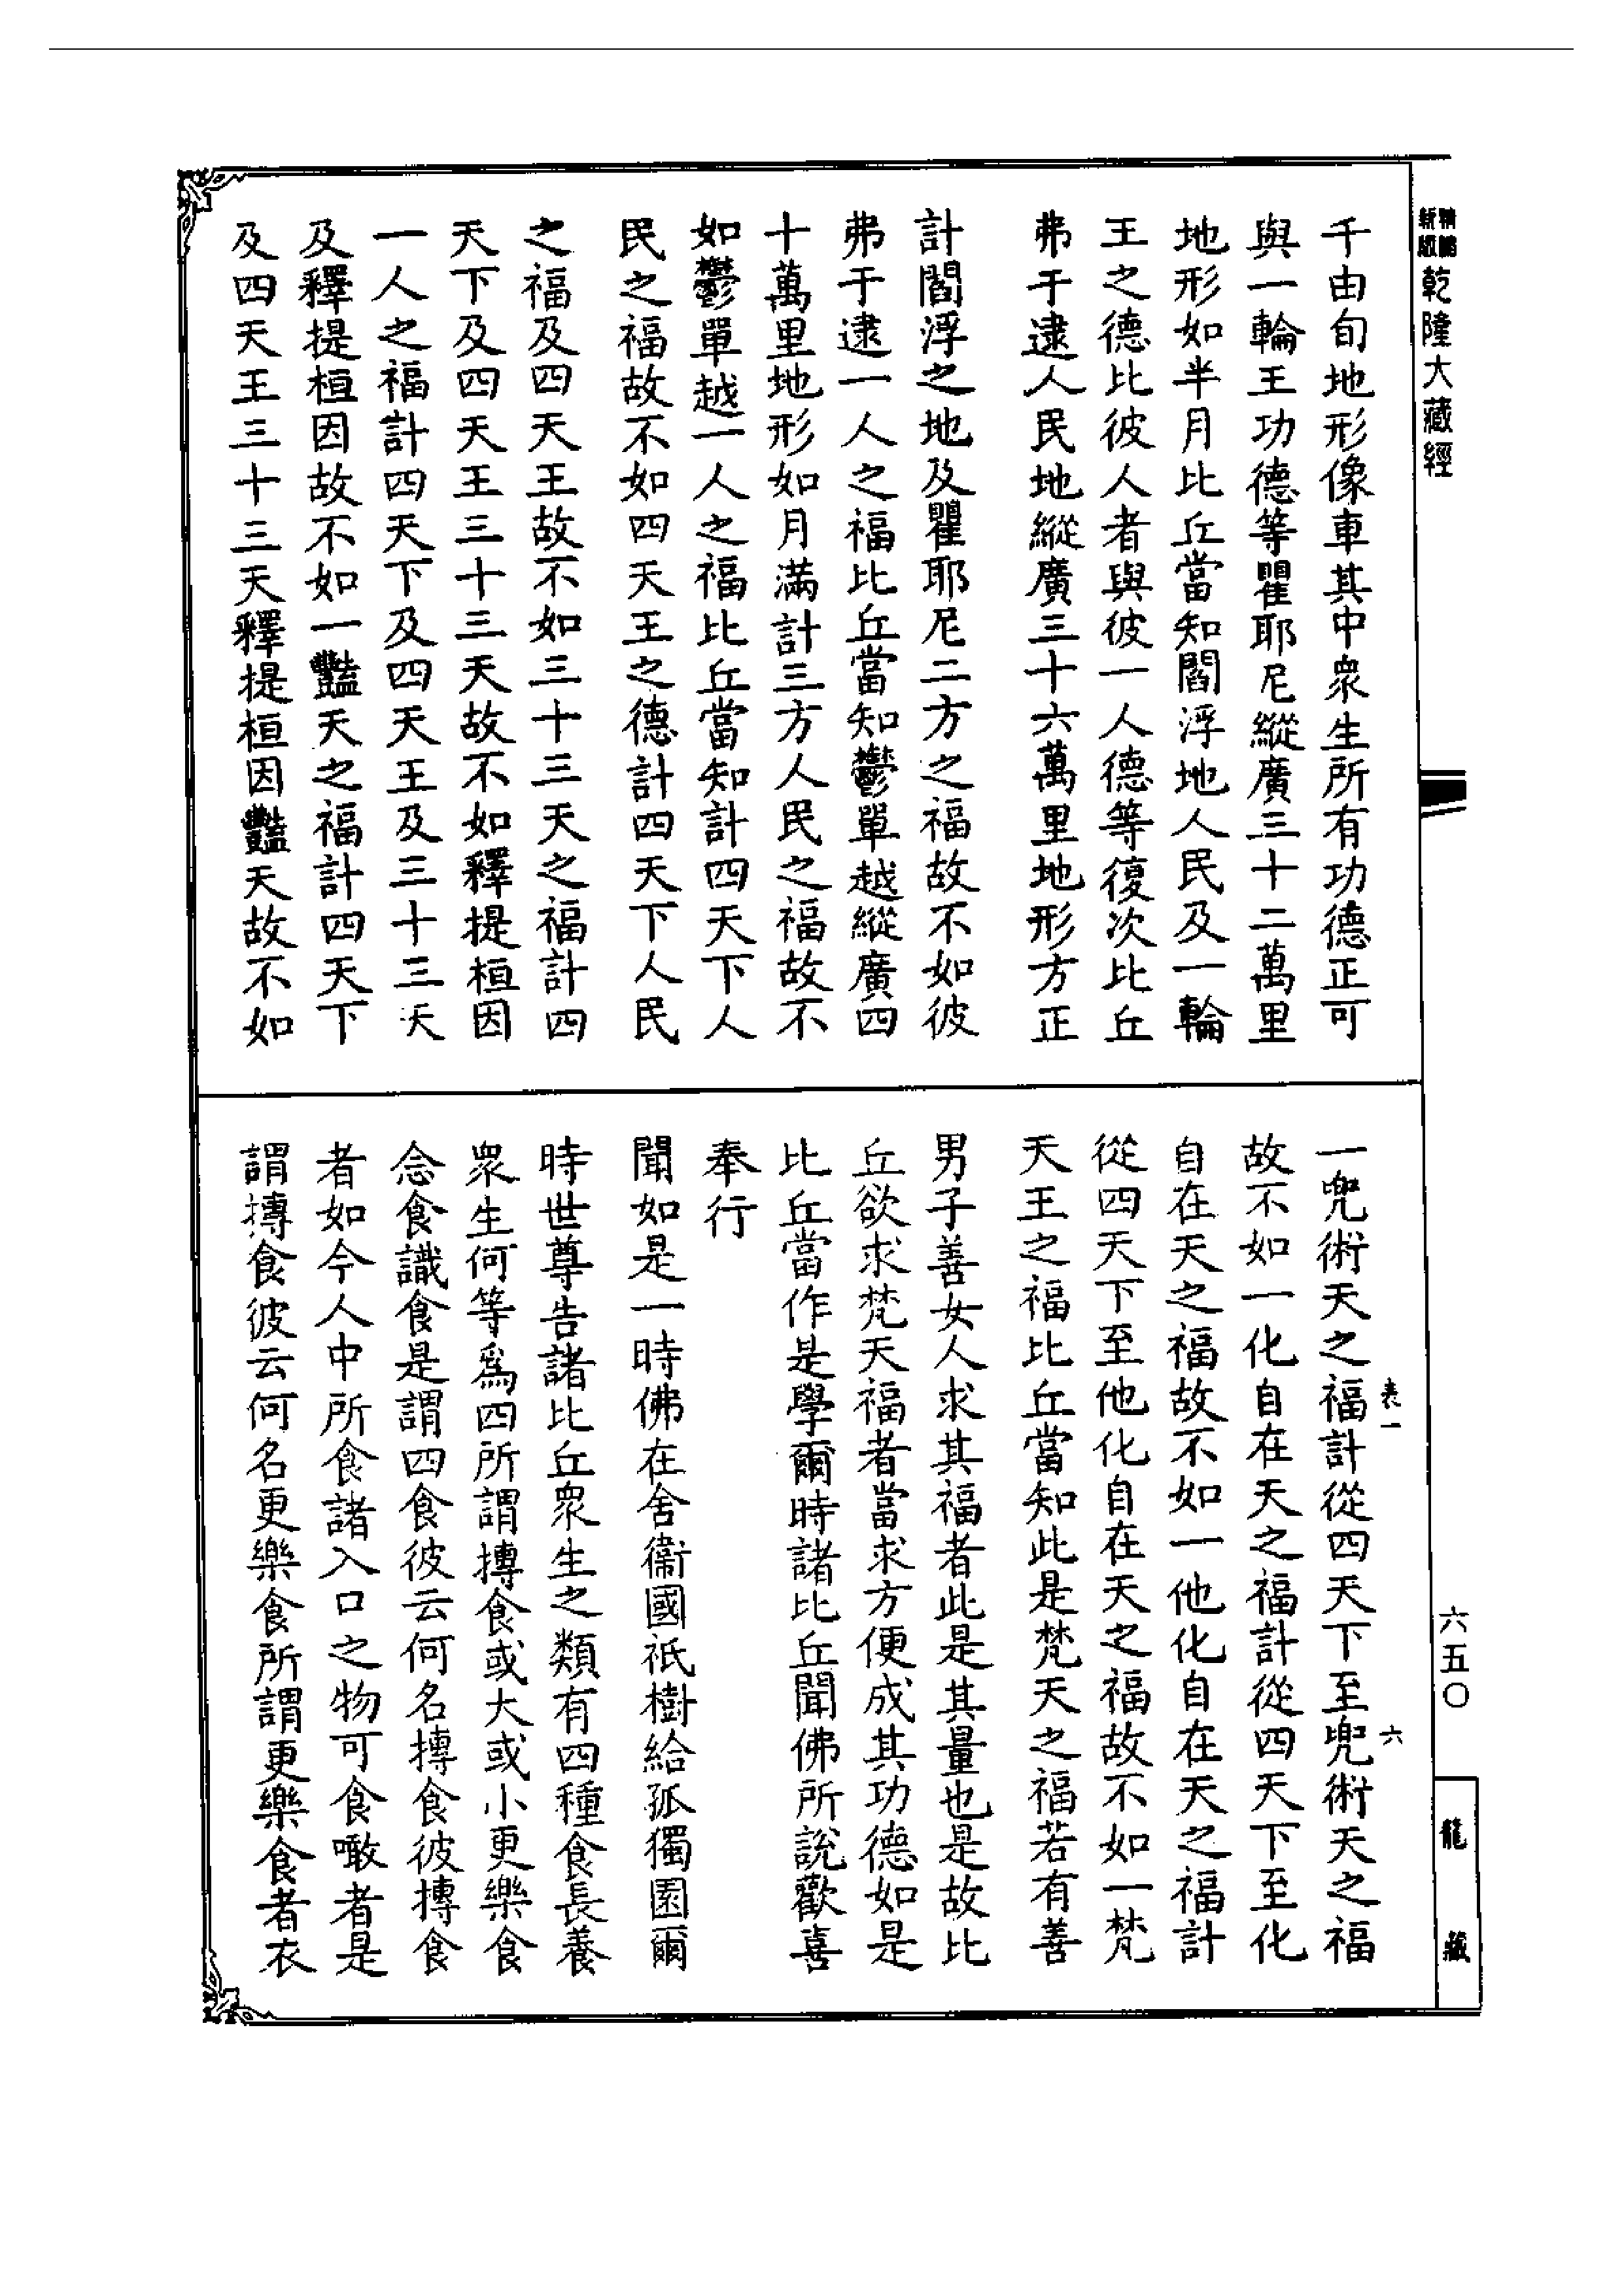 新編
精縮
乾隆大藏經
千由旬地形像車其中衆生所有功德正可
與一輪王功德等瞿耶尼縱廣三十二萬里
地形如半月比丘當知閻浮地人民及一輪
王之德比彼人者與彼一人德等復次比丘
弗于逮人民地縱廣三十六萬里地形方正
計閻浮之地及瞿耶尼二方之福故不如彼
弗于逮一人之福比丘當知鬱單越縱廣四
十萬里地形如月滿計三方人民之福故不
如鬱單越一人之福比丘當知計四天下人
民之福故不如四天王之德計四天下人民
之福及四天王故不如三十三天之福計四
天下及四天王三十三天故不如釋提桓因
一人之福計四天下及四天王及三十三天
及釋提桓因故不如一豔天之福計四天下
及四天王三十三天釋提桓因豔天故不如
一兜術天之福計從四天下至兜術天之福
故不如一化自在天之福計從四天下至化
自在天之福故不如一他化自在天之福計
從四天下至他化自在天之福故不如一梵
天王之福比丘當知此是梵天之福若有善
男子善女人求其福者此是其量也是故比
丘欲求梵天福者當求方便成其功德如是
比丘當作是學爾時諸比丘聞佛所說歡喜
奉行
聞如是一時佛在舍衞國祇樹給孤獨園爾
時世尊告諸比丘衆生之類有四種食長養
衆生何等爲四所謂摶食或大或小更樂食
念食識食是謂四食彼云何名摶食彼摶食
者如今人中所食諸入口之物可食噉者是
謂摶食彼云何名更樂食所謂更樂食者衣
表一
六
六五〇
龍藏